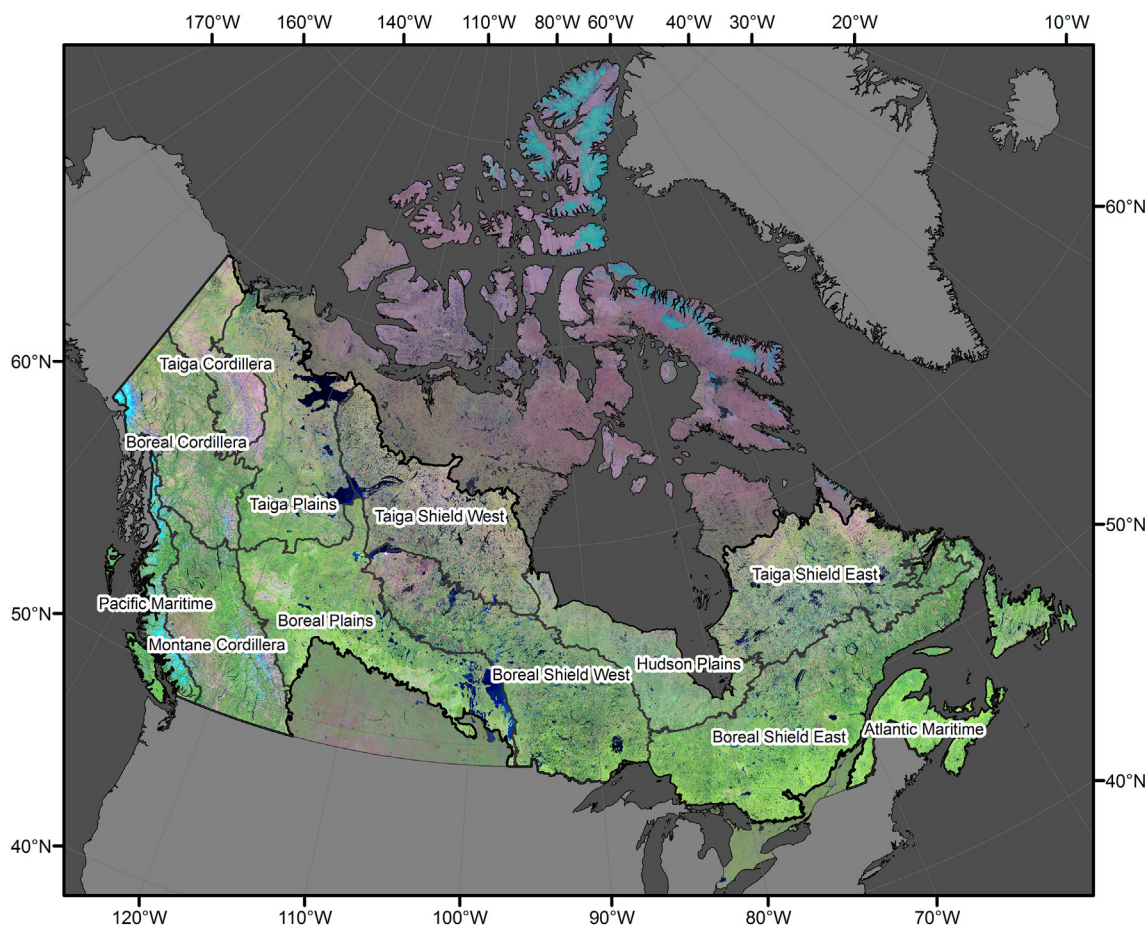 170°W 160°W 140°W 110°W 80°W 60°W 40°W 30°W 20°W 10°W
60°N
60°N
Taiga Cordillera
Boreal Cordillera
Taiga Plains
Taiga Shield West
50°N
Taiga Shield East
50°N
Pacific Maritime
Boreal Plains
Montane Cordillera
Hudson Plains
Boreal Shield West
Atlantic Maritime
Boreal Shield East
40°N
40°N
120°W 110°W 100°W 90°W 80°W 70°W